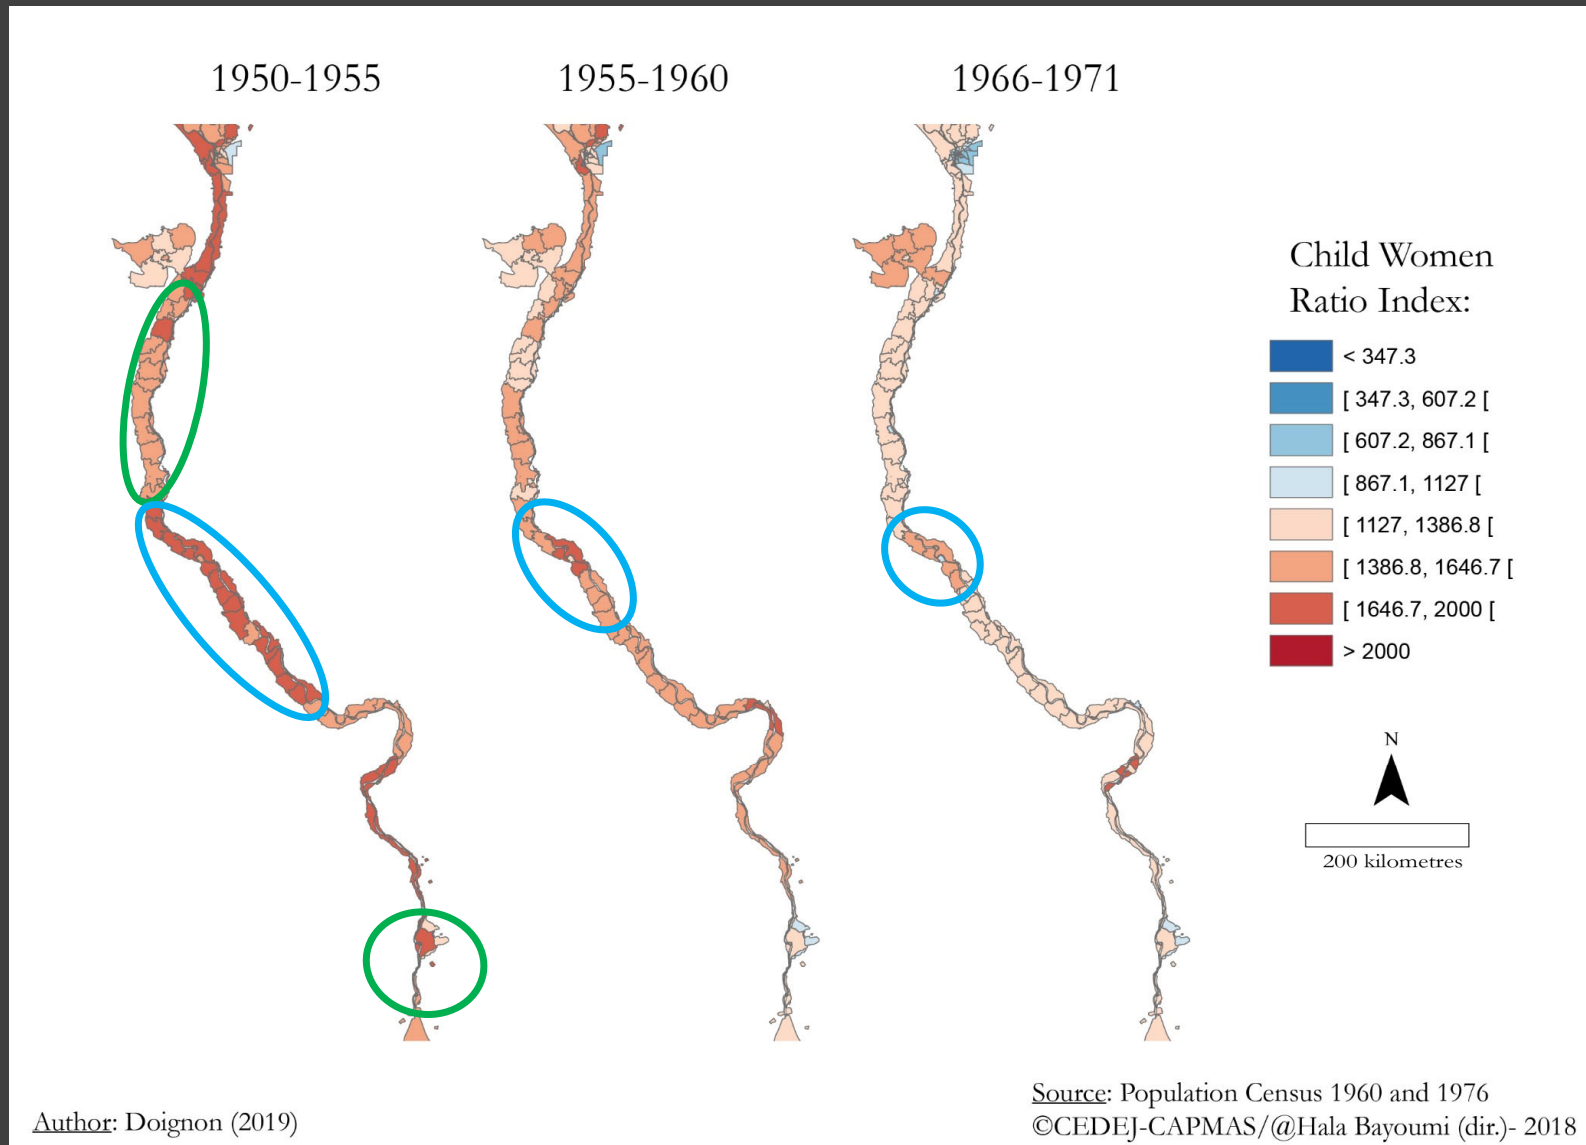 1950-1955
1955-1960
1966-1971
Child Women
Ratio Index:
< 347.3
[ 347.3, 607.2 [
[ 607.2, 867.1 [
[ 867.1, 1127 [
[ 1127, 1386.8 [
[ 1386.8, 1646.7 [
[ 1646.7, 2000 [
> 2000
N
200 kilometres
Author: Doignon (2019)
Source: Population Census 1960 and 1976
©CEDEJ-CAPMAS/@Hala Bayoumi (dir.)- 2018